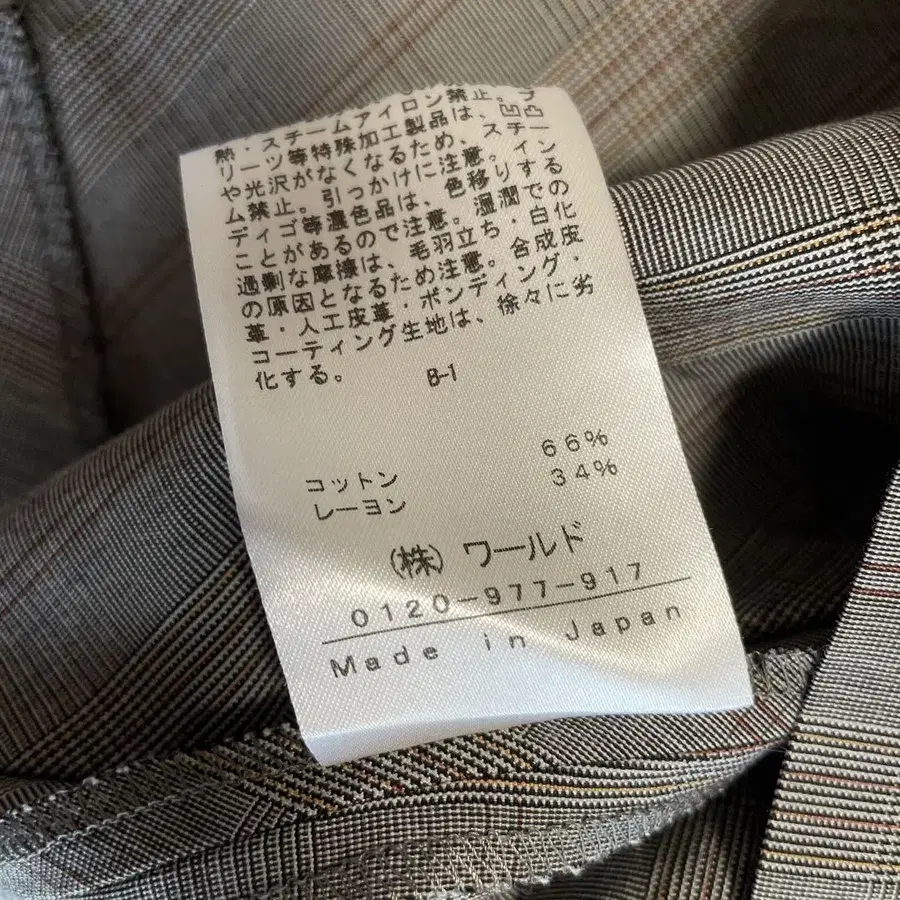 熱・スチームアイロン禁止。プ
リーツ等特殊加工製品は、凹凸
や光沢がなくなるため、スチー
ム禁止。引っかけに注意。イン
ディゴ等濃色品は、色移りする
ことがあるので注意。湿潤での
過剰な摩擦は、毛羽立ち・白化
の原因となるため注意。合成皮
革・人工皮革・ボンディング・
コーティング生地は、徐々に劣
化する。
B-1
コットン 66%
レーヨン 34%
(株) ワールド
0120-977-917
Made in Japan